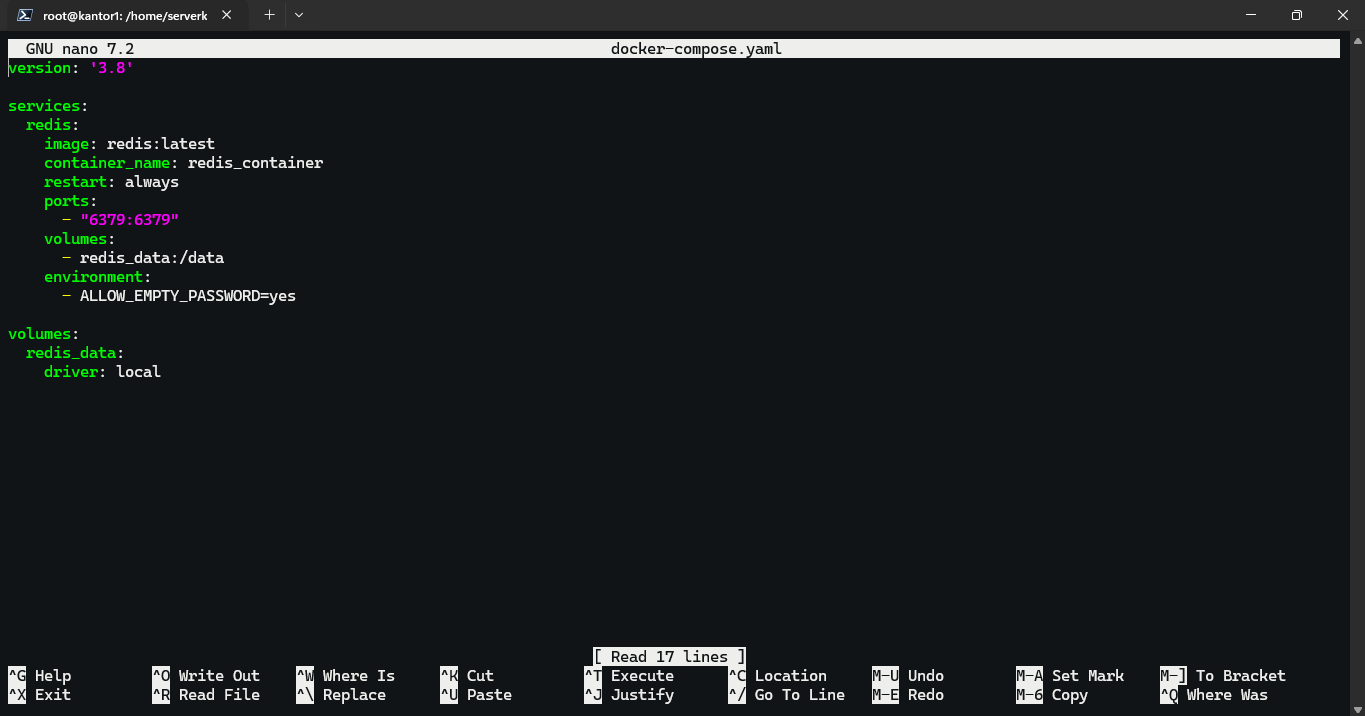 root@kantor1: /home/serverk
GNU nano 7.2 docker-compose.yaml
version: '3.8'

services:
  redis:
    image: redis:latest
    container_name: redis_container
    restart: always
    ports:
      - "6379:6379"
    volumes:
      - redis_data:/data
    environment:
      - ALLOW_EMPTY_PASSWORD=yes

volumes:
  redis_data:
    driver: local
[ Read 17 lines ]
^G Help ^O Write Out ^W Where Is ^K Cut ^T Execute ^C Location M-U Undo M-A Set Mark M-] To Bracket
^X Exit ^R Read File ^\ Replace ^U Paste ^J Justify ^/ Go To Line M-E Redo M-6 Copy ^Q Where Was